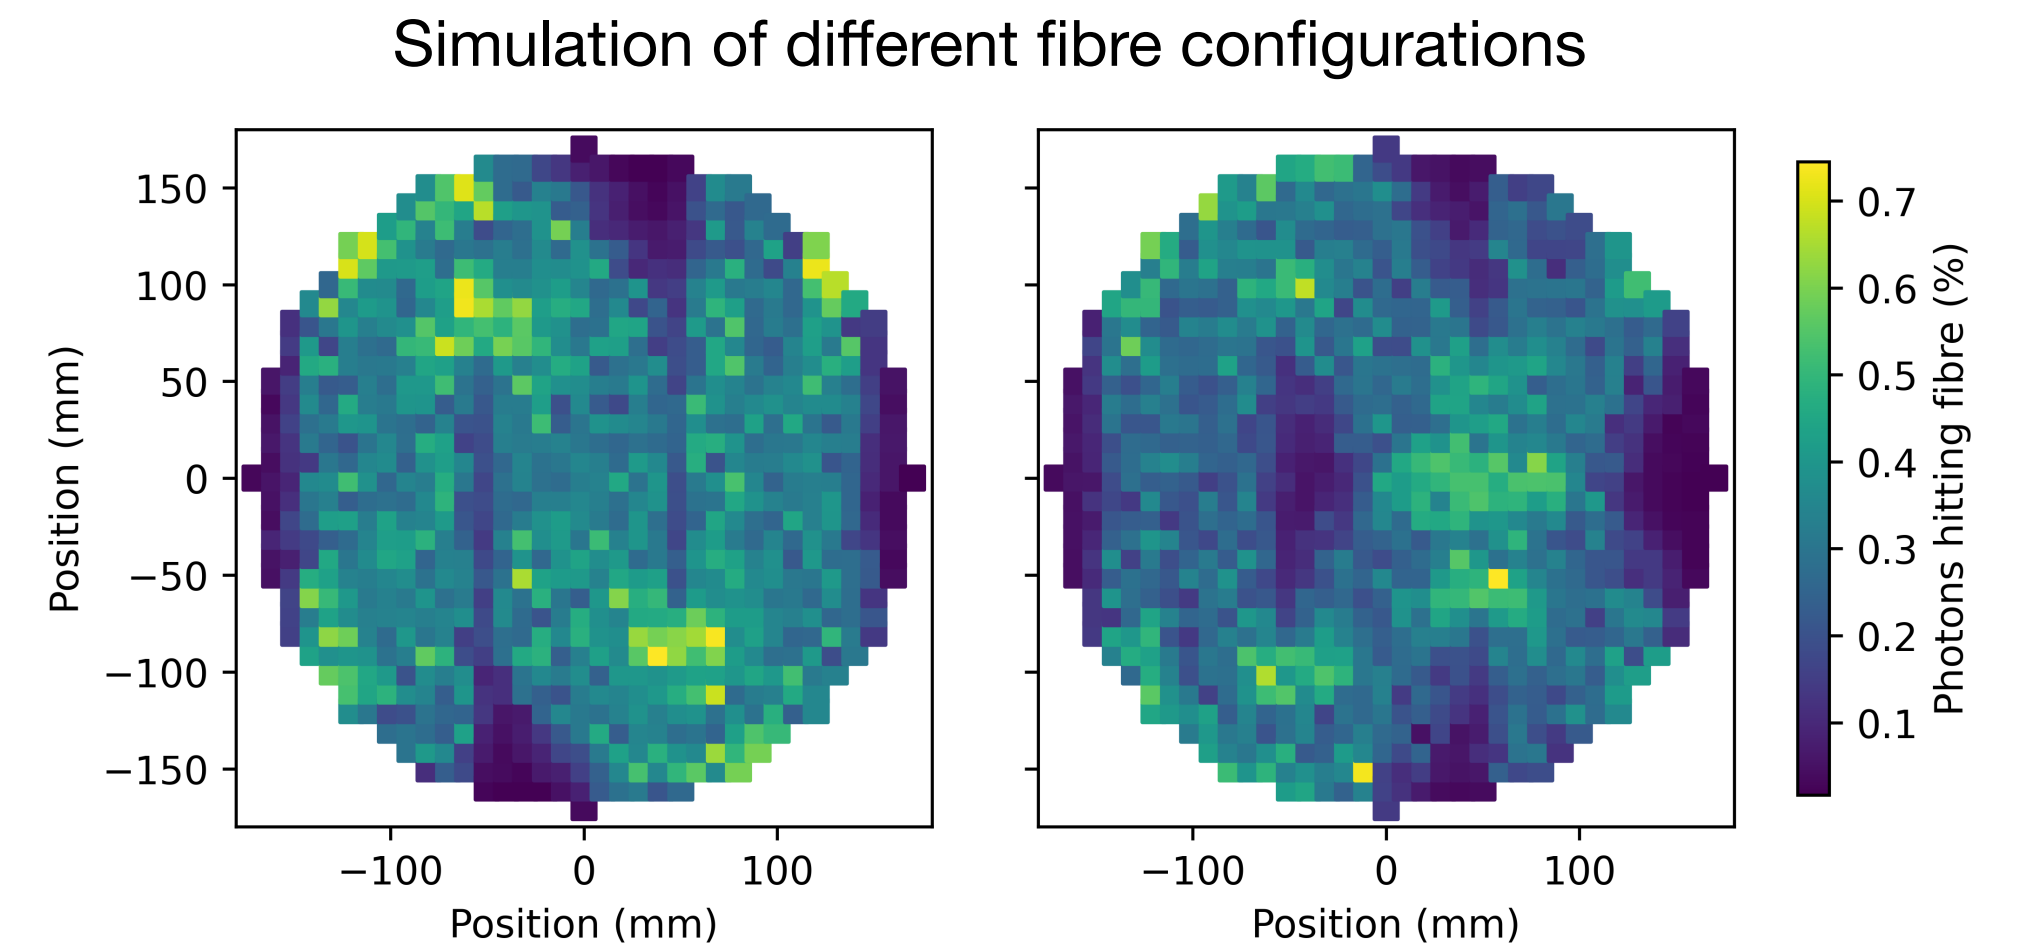 Simulation of different fibre configurations
150
100
50
0
−50
−100
−150
Position (mm)
−100 0 100
Position (mm)
−100 0 100
Position (mm)
0.7
0.6
0.5
0.4
0.3
0.2
0.1
Photons hitting fibre (%)